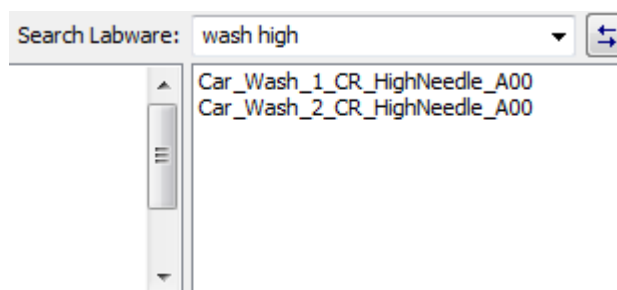 Search Labware: wash high
Car_Wash_1_CR_HighNeedle_A00
Car_Wash_2_CR_HighNeedle_A00